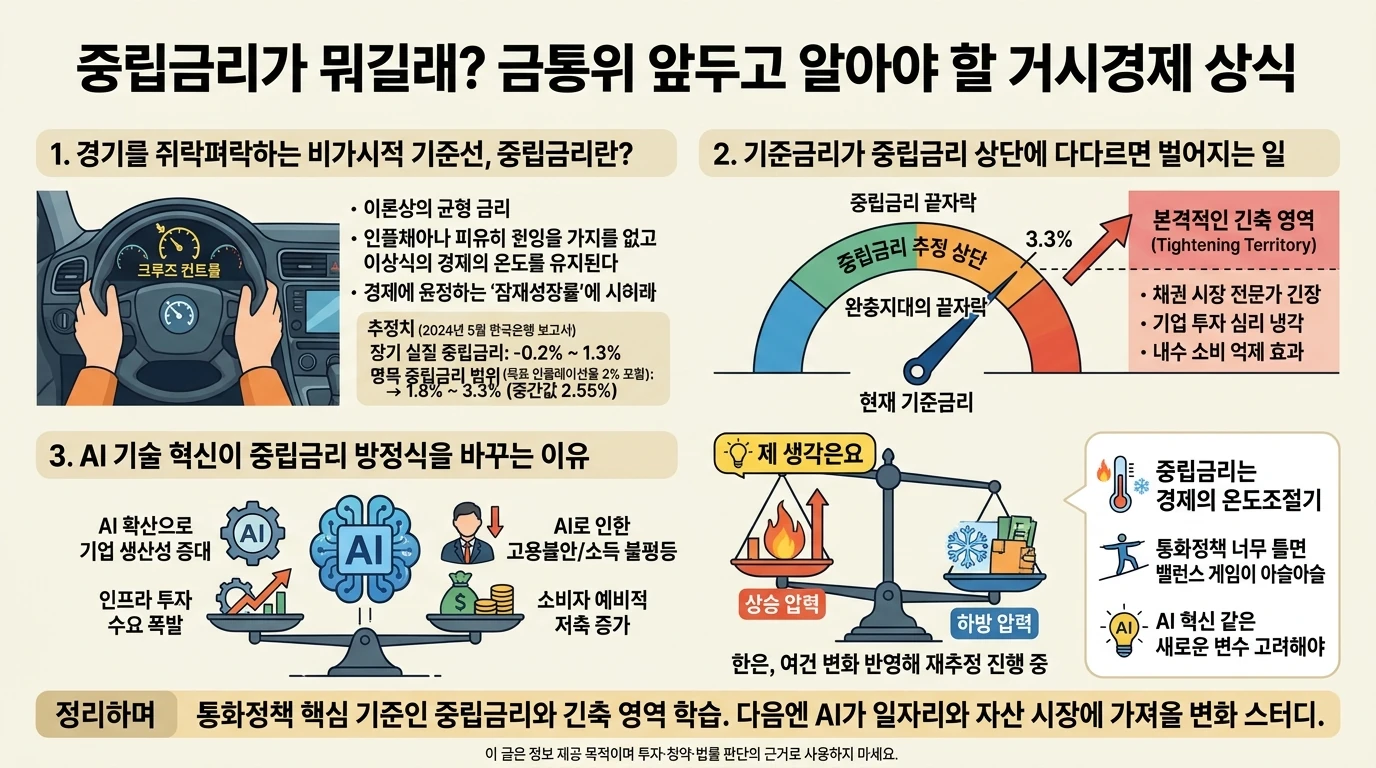 중립금리가 뭐길래? 금통위 앞두고 알아야 할 거시경제 상식
1. 경기를 쥐락펴락하는 비가시적 기준선, 중립금리란?
크루즈 컨트롤
• 이론상의 균형 금리
• 인플채아나 피유히 환잉을 가지를 없고
이상식의 경제의 온도를 유지된다
• 경제에 윤정하는 '잠재성장률'에 시허래
추정치 (2024년 5월 한국은행 보고서)
장기 실질 중립금리: -0.2% ~ 1.3%
명목 중립금리 범위 (목표 인플레이션율 2% 포험):
→ 1.8% ~ 3.3% (중간값 2.55%)
2. 기준금리가 중립금리 상단에 다다르면 벌어지는 일
중립금리 끝자락
중립금리 추정 상단
3.3%
완충지대의 끝자락
현재 기준금리
본격적인 긴축 영역
(Tightening Territory)
• 채권 시장 전문가 긴장
• 기업 투자 심리 냉각
• 내수 소비 억제 효과
3. AI 기술 혁신이 중립금리 방정식을 바꾸는 이유
AI 확산으로
기업 생산성 증대
AI
인프라 투자
수요 폭발
AI
AI로 인한
고용불안/소득 불평등
$
소비자 예비적
저축 증가
제 생각은요
상승 압력
하방 압력
한은, 여건 변화 반영해 재추정 진행 중
중립금리는
경제의 온도조절기
통화정책 너무 틀면
밸런스 게임이 아슬아슬
AI
AI 혁신 같은
새로운 변수 고려해야
정리하며
통화정책 핵심 기준인 중립금리와 긴축 영역 학습. 다음엔 AI가 일자리와 자산 시장에 가져올 변화 스터디.
이 글은 정보 제공 목적이며 투자·청약·법률 판단의 근거로 사용하지 마세요.